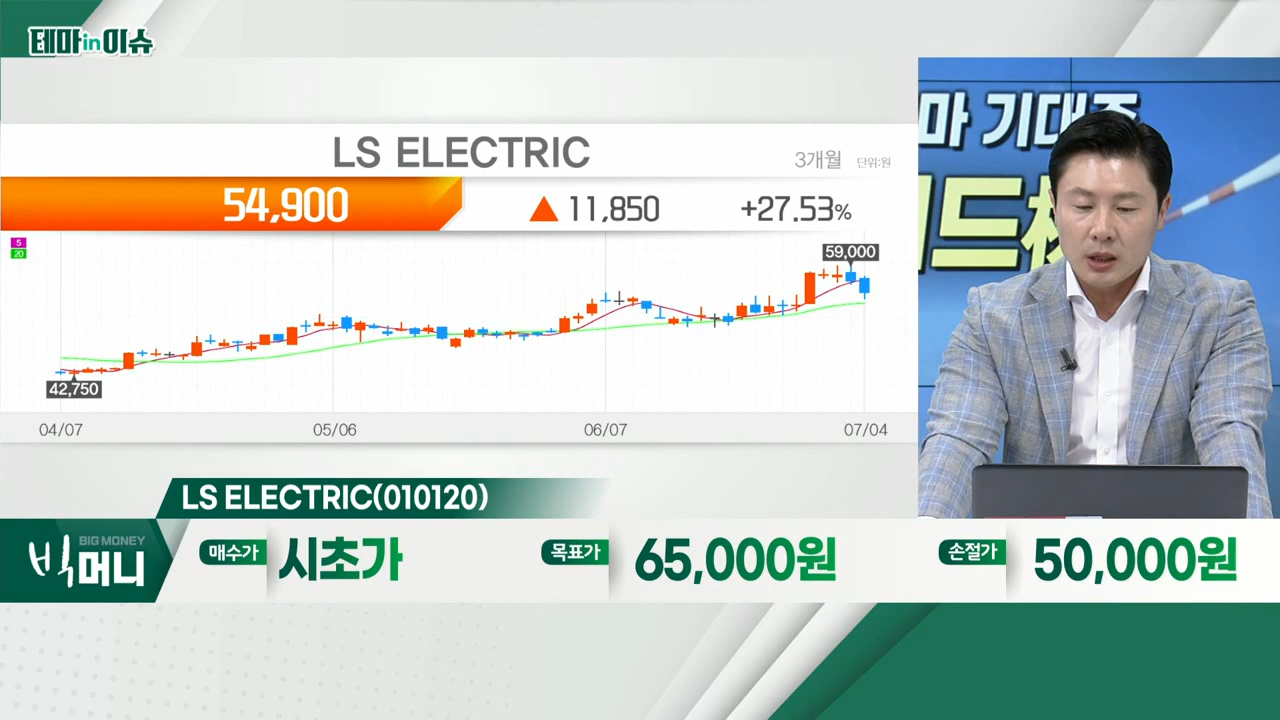 테마in이슈
LS ELECTRIC
3개월 단위:원
54,900 ▲ 11,850 +27.53%
5
20
59,000
42,750
04/07 05/06 06/07 07/04
마 기대주
드
LS ELECTRIC(010120)
BIG MONEY
빅머니
매수가 시초가 목표가 65,000원 손절가 50,000원